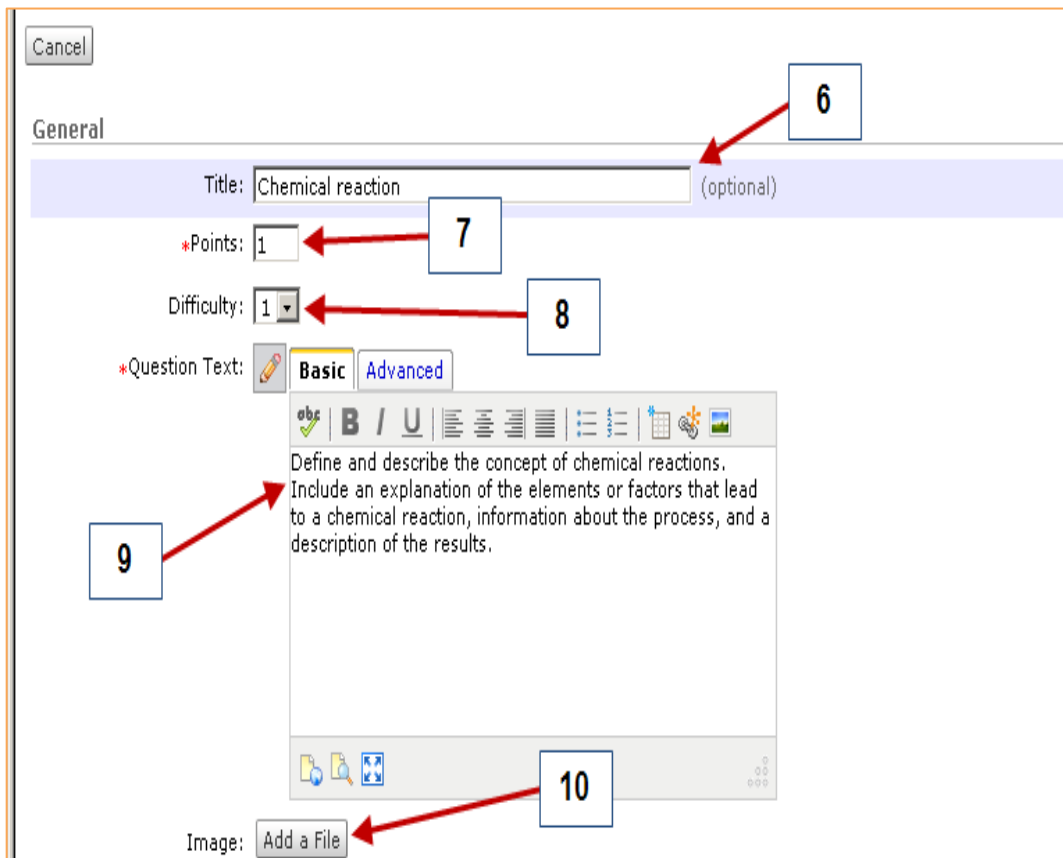 Cancel
6
General
Title: Chemical reaction (optional)
7
*Points: 1
Difficulty: 1
8
*Question Text: Basic Advanced
abc B I U
Define and describe the concept of chemical reactions.
Include an explanation of the elements or factors that lead
to a chemical reaction, information about the process, and a
description of the results.
9
10
Image: Add a File